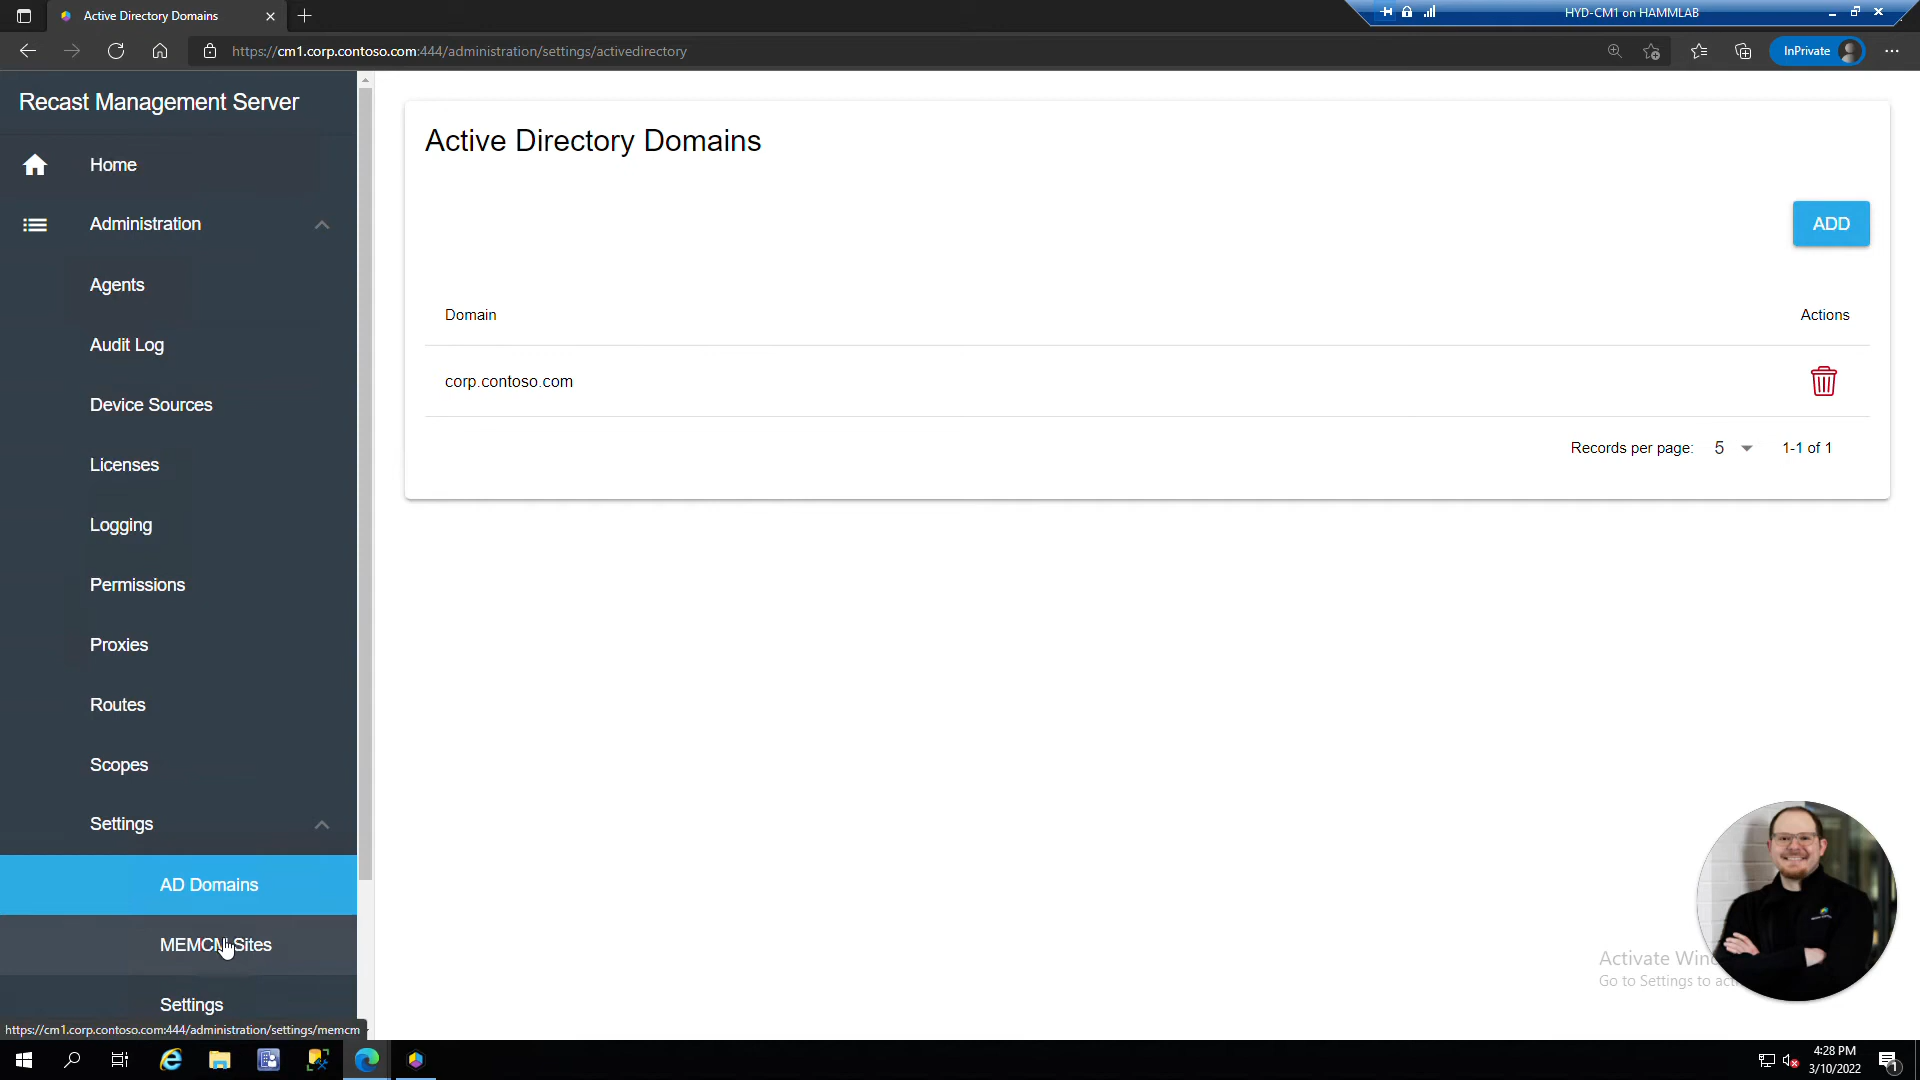 Active Directory Domains
HYD-CM1 on HAMMLAB
https://cm1.corp.contoso.com:444/administration/settings/activedirectory
InPrivate
Recast Management Server
Home
Administration
Agents
Audit Log
Device Sources
Licenses
Logging
Permissions
Proxies
Routes
Scopes
Settings
AD Domains
MEMCM Sites
Settings
https://cm1.corp.contoso.com:444/administration/settings/memcm
Active Directory Domains
ADD
Domain
Actions
corp.contoso.com
Records per page: 5
1-1 of 1
Activate
Go to Settings to
4:28 PM
3/10/2022
1